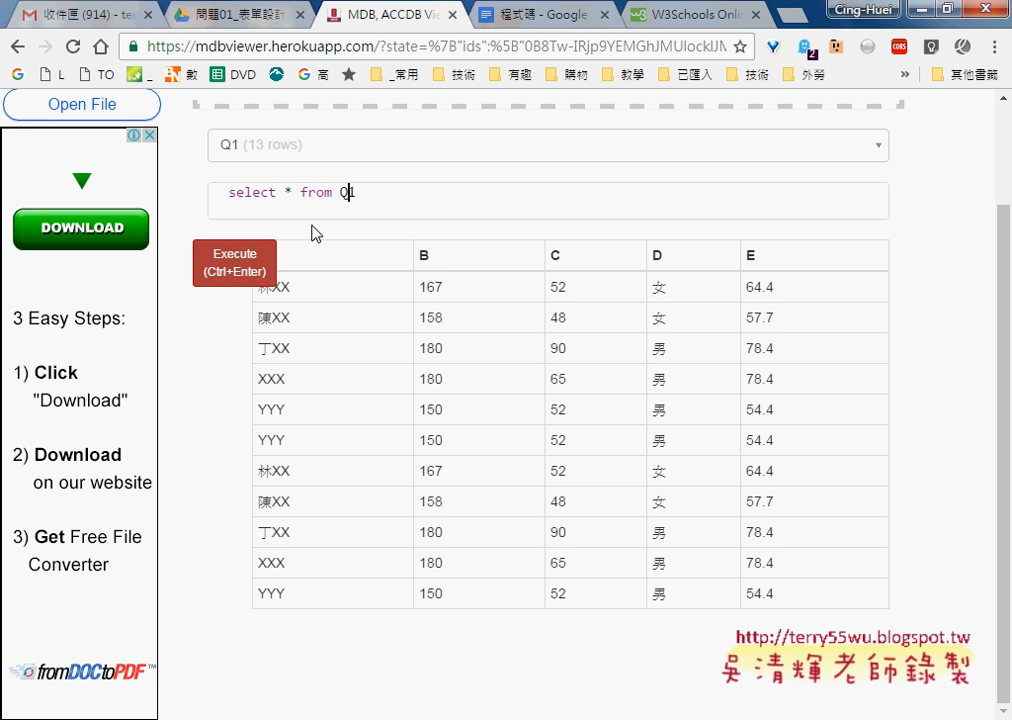 Cing-Huei
收件匣 (914) - te
問題01_表單設計
MDB, ACCDB Vi
程式碼 - Google
W3Schools Onli
https://mdbviewer.herokuapp.com/?state=%7B"ids":%5B"0B8Tw-IRjp9YEMGhJMUlocklJM
2
CORS
L TO _ 數 DVD 高 _常用 技術 有趣 購物 教學 已匯入 技術 外勞 » 其他書籤
Open File
Q1 (13 rows)
select * from Q1
DOWNLOAD
Execute
(Ctrl+Enter)
B C D E
林XX 167 52 女 64.4
陳XX 158 48 女 57.7
丁XX 180 90 男 78.4
XXX 180 65 男 78.4
YYY 150 52 男 54.4
YYY 150 52 男 54.4
林XX 167 52 女 64.4
陳XX 158 48 女 57.7
丁XX 180 90 男 78.4
XXX 180 65 男 78.4
YYY 150 52 男 54.4
3 Easy Steps:
1) Click
"Download"
2) Download
on our website
3) Get Free File
Converter
fromDOCtoPDF™
http://terry55wu.blogspot.tw
吳清輝老師錄製